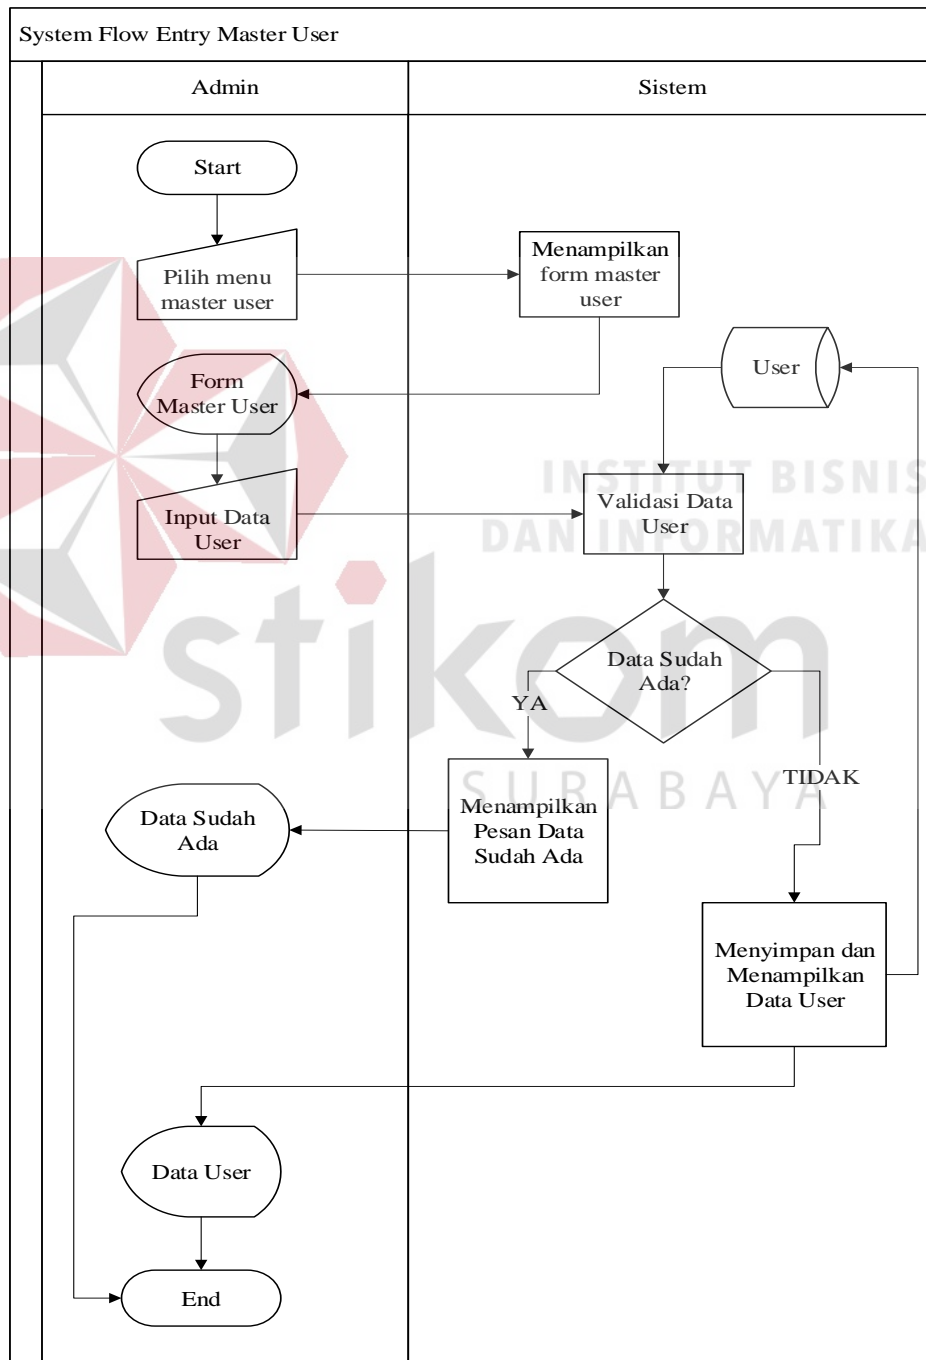 System Flow Entry Master User
Admin
Sistem
Start
Pilih menu
master user
Menampilkan
form master
user
Form
Master User
User
Input Data
User
Validasi Data
User
INSTITUT BISNIS
DAN INFORMATIKA
stikom
SURABAYA
Data Sudah
Ada?
YA
TIDAK
Menampilkan
Pesan Data
Sudah Ada
Data Sudah
Ada
Menyimpan dan
Menampilkan
Data User
Data User
End